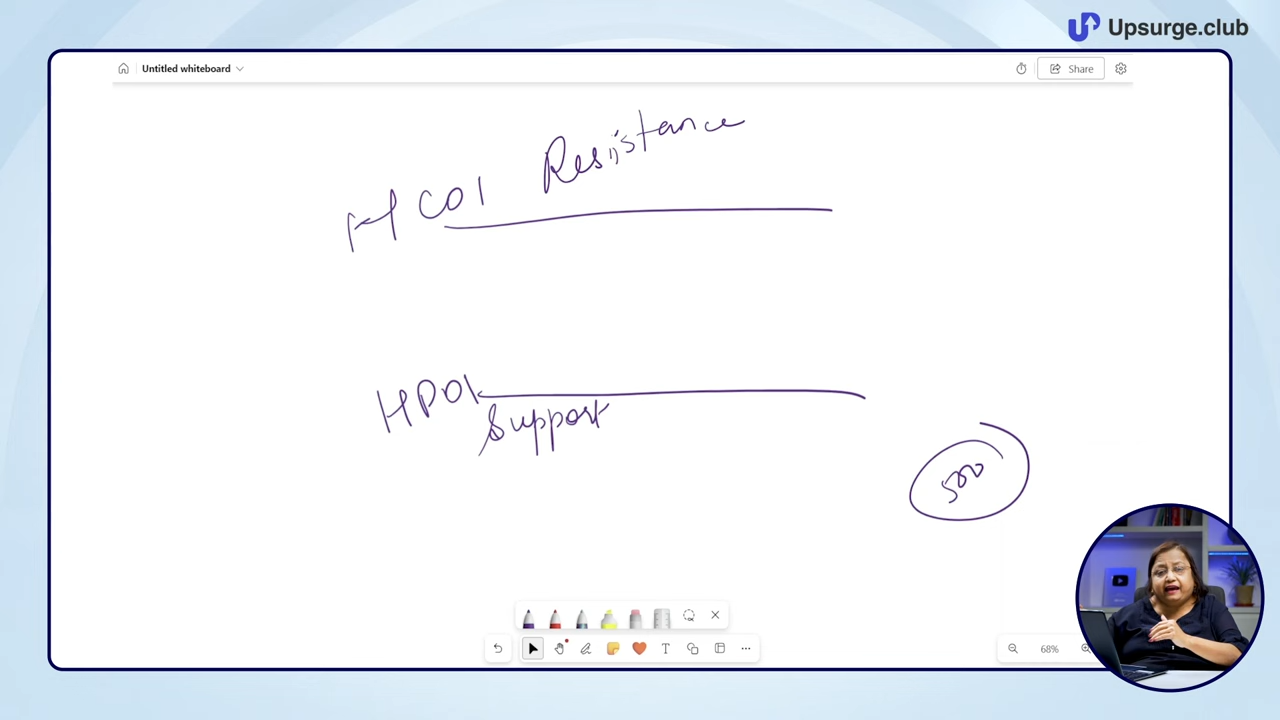 Upsurge.club
Untitled whiteboard
Share
Resistance
HCOI
HPOI
Support
500
68%